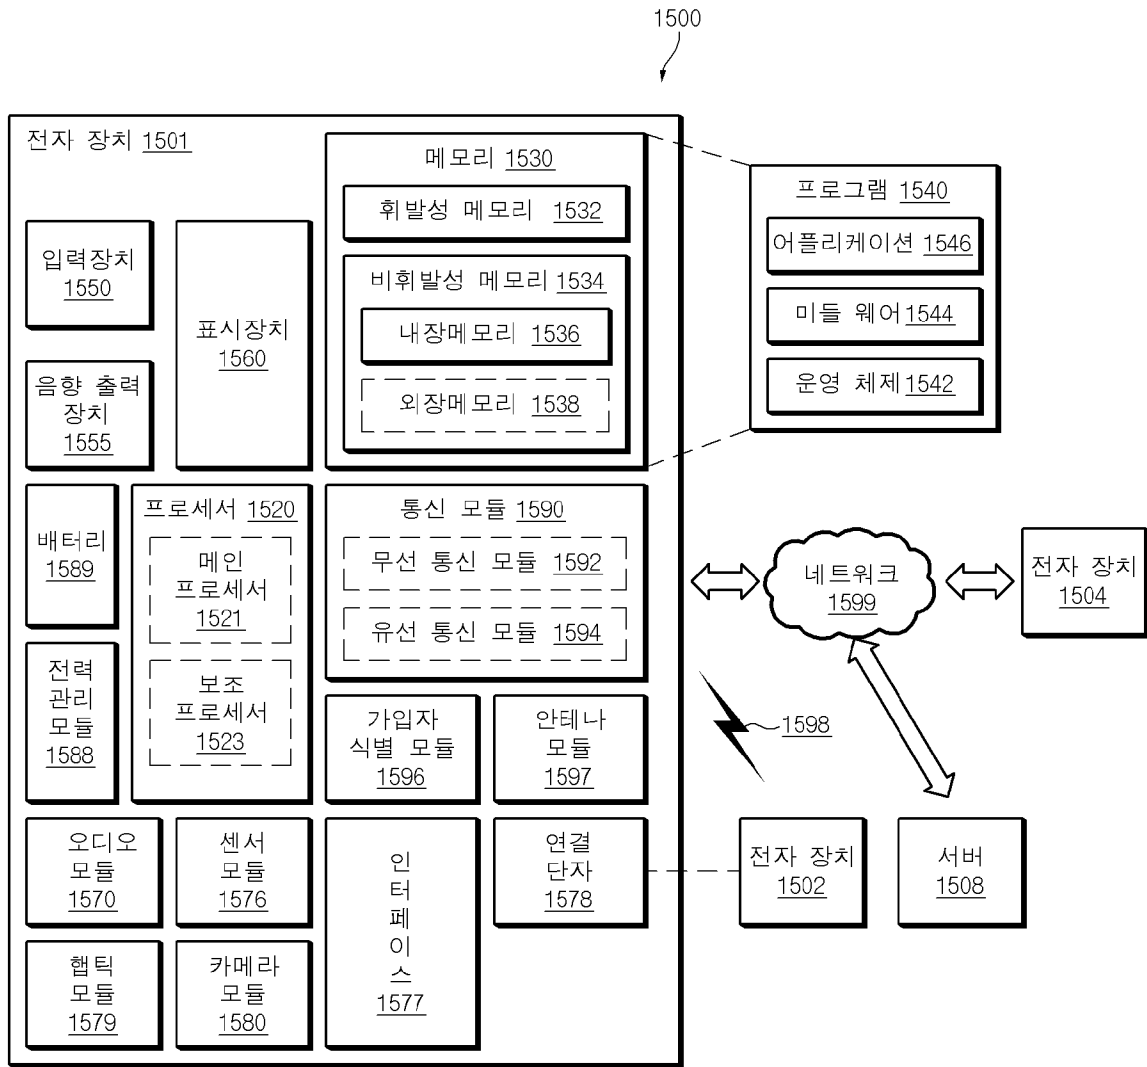 1500
전자 장치 1501
메모리 1530
휘발성 메모리 1532
비휘발성 메모리 1534
내장메모리 1536
외장메모리 1538
프로그램 1540
어플리케이션 1546
미들 웨어 1544
운영 체제 1542
입력장치
1550
표시장치
1560
음향 출력
장치
1555
배터리
1589
프로세서 1520
메인
프로세서
1521
보조
프로세서
1523
통신 모듈 1590
무선 통신 모듈 1592
유선 통신 모듈 1594
네트워크
1599
전자 장치
1504
전력
관리
모듈
1588
가입자
식별 모듈
1596
안테나
모듈
1597
1598
오디오
모듈
1570
센서
모듈
1576
인
터
페
이
스
1577
연결
단자
1578
전자 장치
1502
서버
1508
햅틱
모듈
1579
카메라
모듈
1580